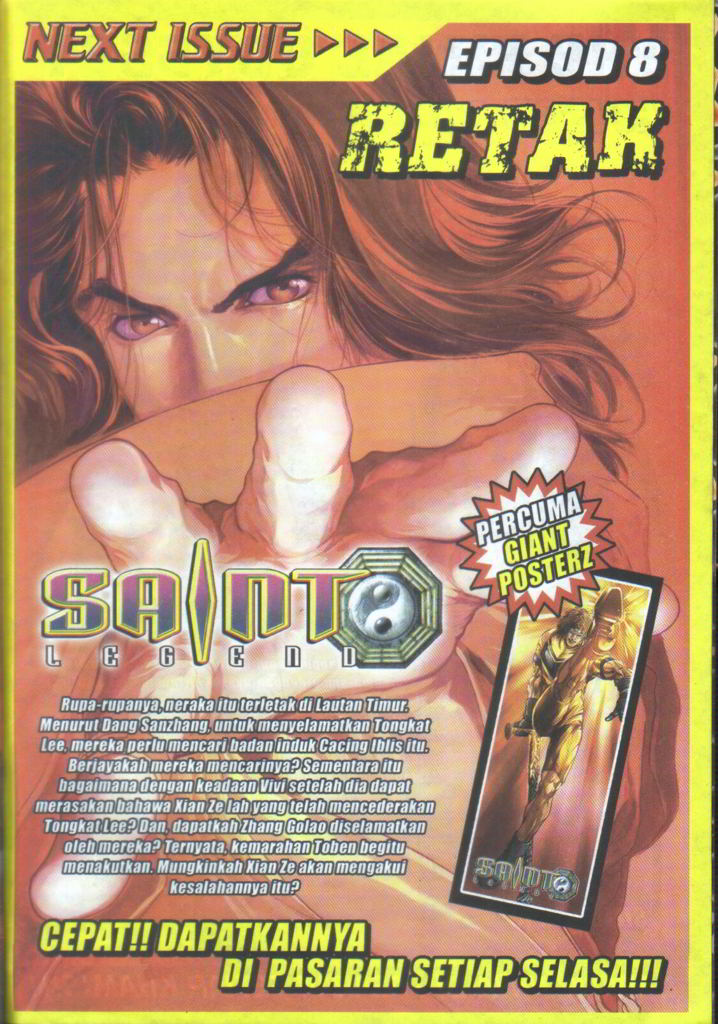 NEXT ISSUE
EPISOD 8
RETAK
PERCUMA
GIANT
POSTERZ
SAINT
LEGEND
Rupa-rupanya, neraka itu terletak di Lautan Timur.
Menurut Dang Sanzhang, untuk menyelamatkan Tongkat
Lee, mereka perlu mencari badan induk Cacing Iblis itu.
Berjayakah mereka mencarinya? Sementara itu
bagaimana dengan keadaan Vivi setelah dia dapat
merasakan bahawa Xian Ze lah yang telah mencederakan
Tongkat Lee? Dan, dapatkah Zhang Golao diselamatkan
oleh mereka? Ternyata, kemarahan Toben begitu
menakutkan. Mungkinkah Xian Ze akan mengakui
kesalahannya itu?
SAINT
CEPAT!! DAPATKANNYA
DI PASARAN SETIAP SELASA!!!